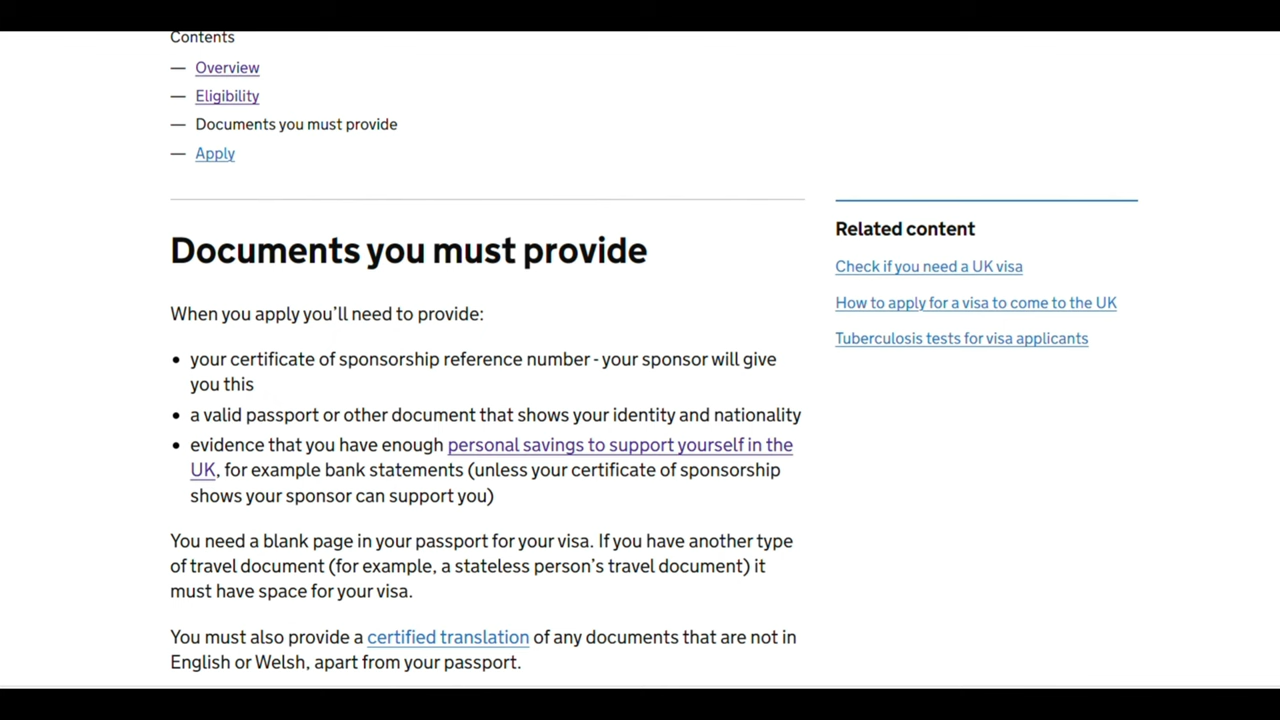 Contents
— Overview
— Eligibility
— Documents you must provide
— Apply
Documents you must provide
When you apply you’ll need to provide:
• your certificate of sponsorship reference number - your sponsor will give
you this
• a valid passport or other document that shows your identity and nationality
• evidence that you have enough personal savings to support yourself in the
UK, for example bank statements (unless your certificate of sponsorship
shows your sponsor can support you)
You need a blank page in your passport for your visa. If you have another type
of travel document (for example, a stateless person’s travel document) it
must have space for your visa.
You must also provide a certified translation of any documents that are not in
English or Welsh, apart from your passport.
Related content
Check if you need a UK visa
How to apply for a visa to come to the UK
Tuberculosis tests for visa applicants